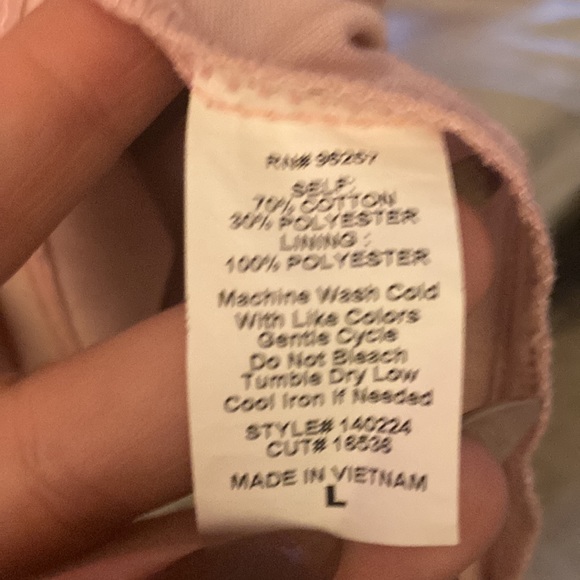 RN# 96257
SELF:
70% COTTON
30% POLYESTER
LINING :
100% POLYESTER
Machine Wash Cold
With Like Colors
Gentle Cycle
Do Not Bleach
Tumble Dry Low
Cool Iron If Needed
STYLE# 140224
CUT# 16536
MADE IN VIETNAM
L